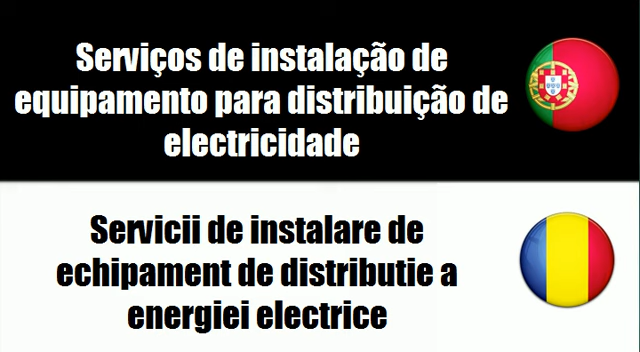 Serviços de instalação de
equipamento para distribuição de
electricidade
Servicii de instalare de
echipament de distributie a
energiei electrice